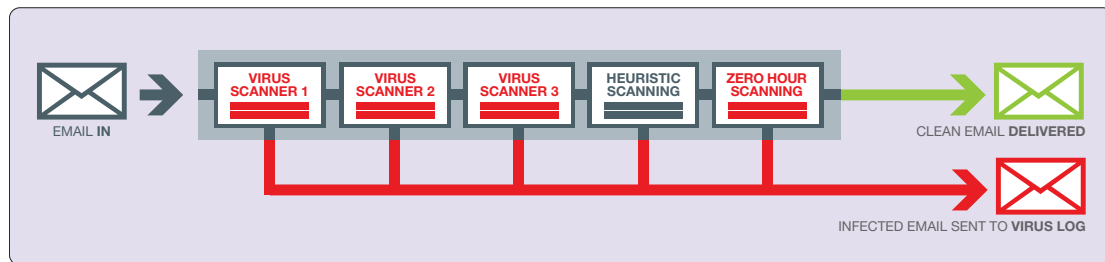 VIRUS
SCANNER 1
VIRUS
SCANNER 2
VIRUS
SCANNER 3
HEURISTIC
SCANNING
ZERO HOUR
SCANNING
EMAIL IN
CLEAN EMAIL DELIVERED
INFECTED EMAIL SENT TO VIRUS LOG